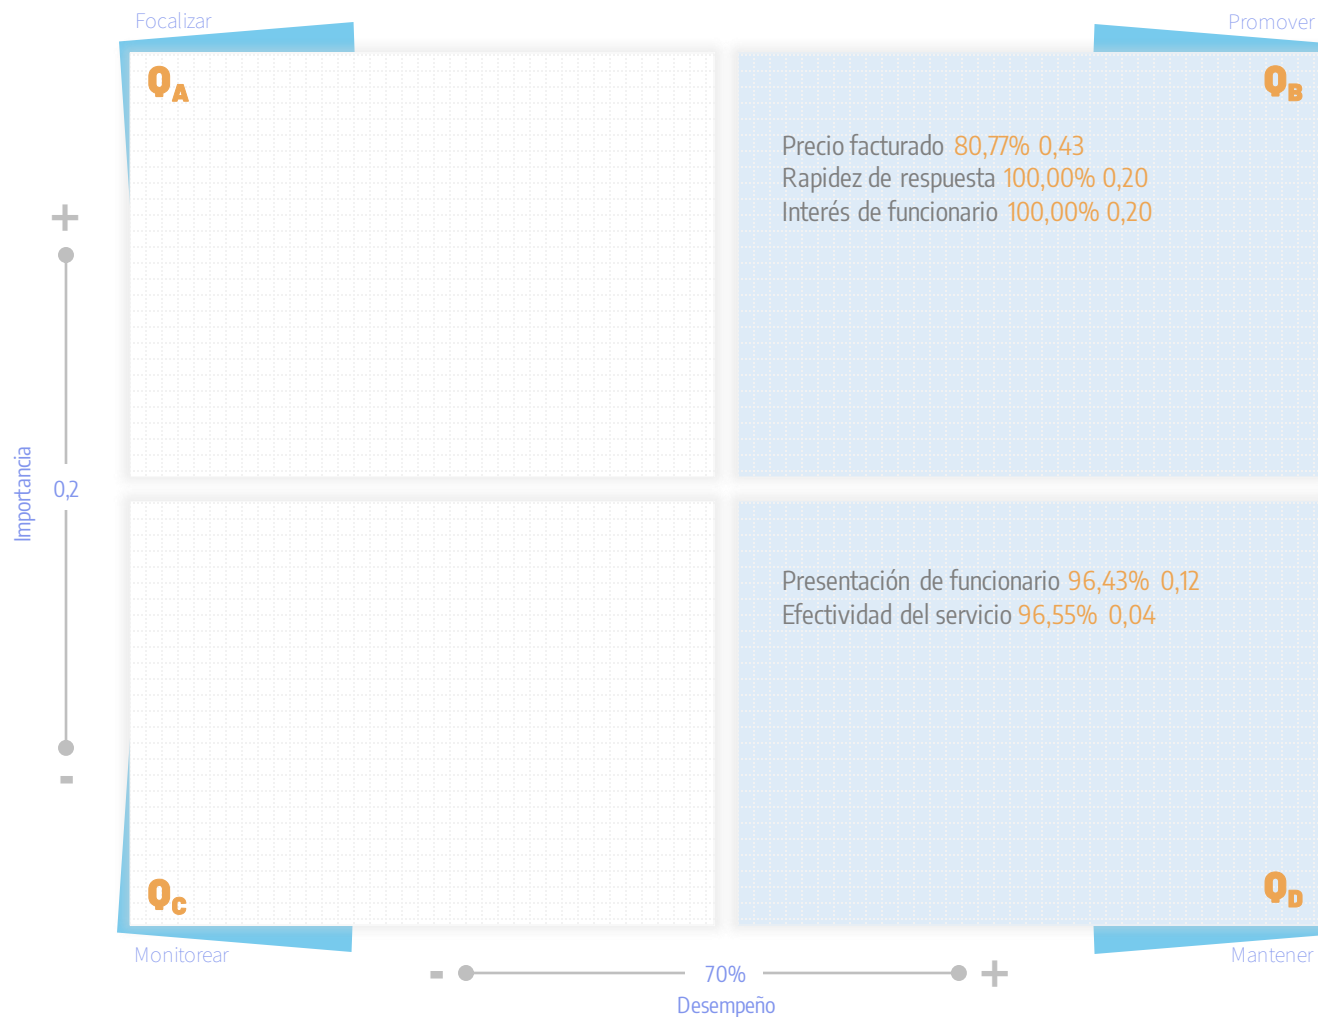 Focalizar
Promover
QA
QB
Precio facturado 80,77% 0,43
Rapidez de respuesta 100,00% 0,20
Interés de funcionario 100,00% 0,20
+
Importancia
0,2
-
Presentación de funcionario 96,43% 0,12
Efectividad del servicio 96,55% 0,04
QC
QD
Monitorear
Mantener
- 70% +
Desempeño